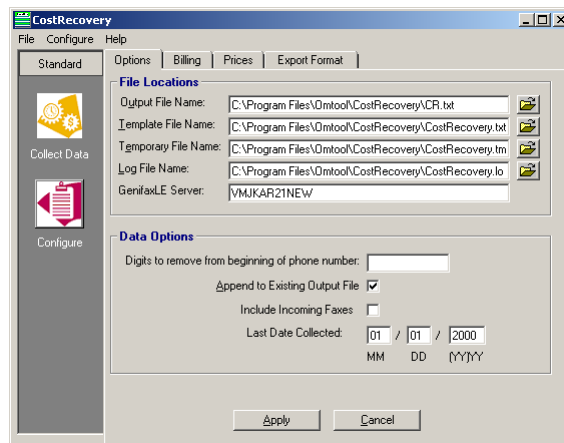 CostRecovery
File Configure Help
Standard
Collect Data
Configure
Options Billing Prices Export Format
File Locations
Output File Name: C:\Program Files\Omtool\CostRecovery\CR.txt
Template File Name: C:\Program Files\Omtool\CostRecovery\CostRecovery.txt
Temporary File Name: C:\Program Files\Omtool\CostRecovery\CostRecovery.tm
Log File Name: C:\Program Files\Omtool\CostRecovery\CostRecovery.lo
GenifaxLE Server: VMJKAR21NEW
Data Options
Digits to remove from beginning of phone number:
Append to Existing Output File
Include Incoming Faxes
Last Date Collected: 01 / 01 / 2000
MM DD (YY)YY
Apply Cancel